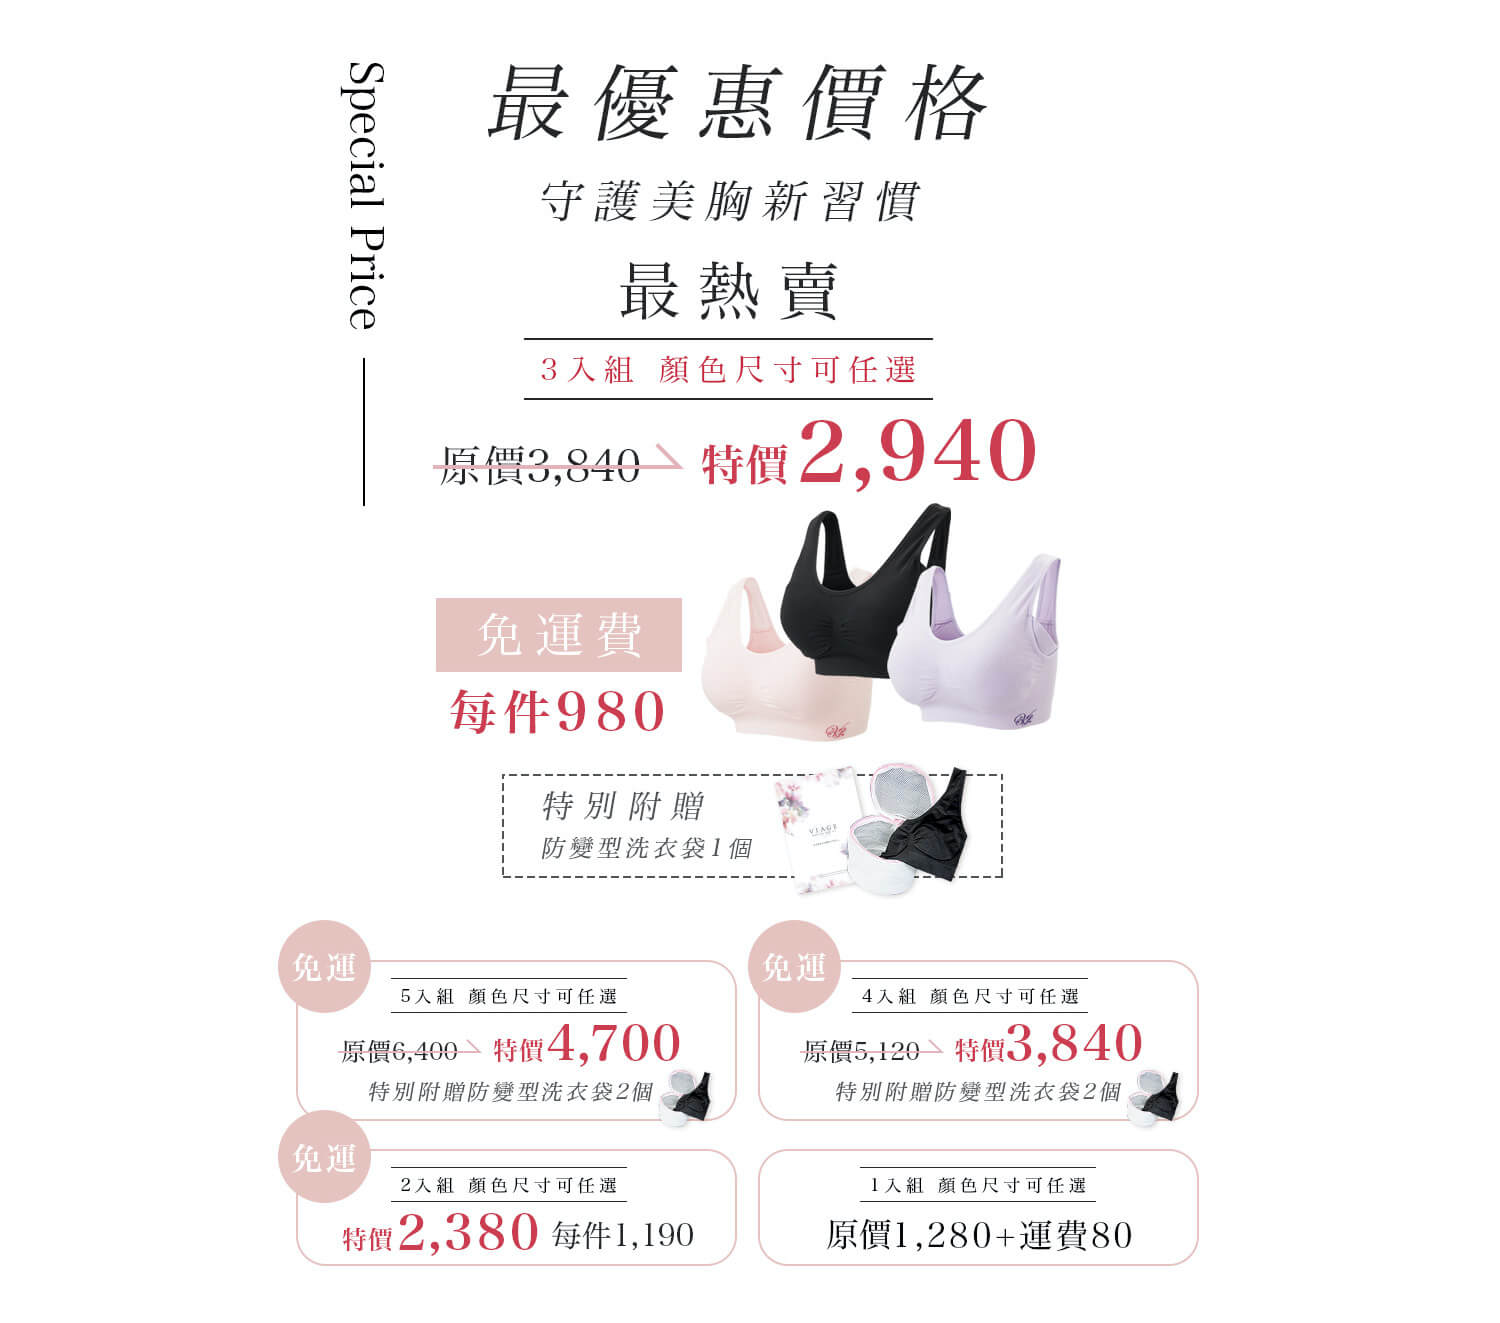 Special Price
最優惠價格
守護美胸新習慣
最熱賣
3入組 顏色尺寸可任選
原價3,840 特價2,940
免運費
每件980
特別附贈
防變型洗衣袋1個
VIAGE
免運
5入組 顏色尺寸可任選
原價6,400 特價4,700
特別附贈防變型洗衣袋2個
免運
4入組 顏色尺寸可任選
原價5,120 特價3,840
特別附贈防變型洗衣袋2個
免運
2入組 顏色尺寸可任選
特價2,380 每件1,190
1入組 顏色尺寸可任選
原價1,280+運費80